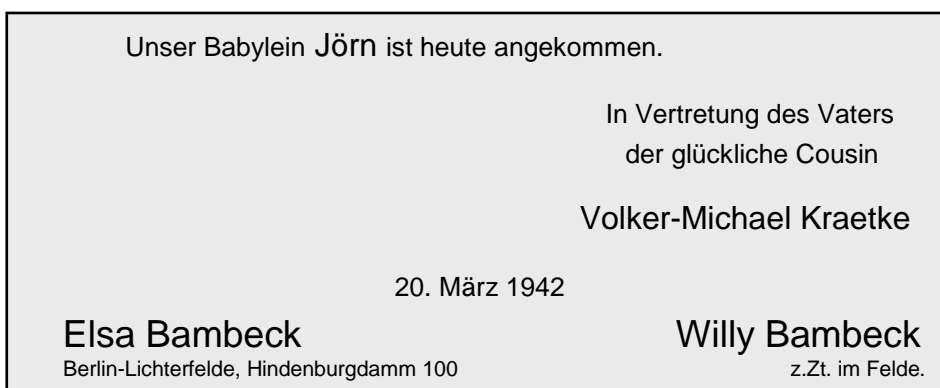 Unser Babylein Jörn ist heute angekommen.
In Vertretung des Vaters
der glückliche Cousin
Volker-Michael Kraetke
20. März 1942
Elsa Bambeck Willy Bambeck
Berlin-Lichterfelde, Hindenburgdamm 100 z.Zt. im Felde.